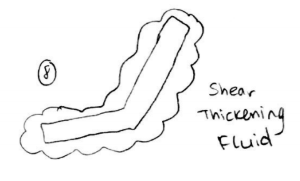 ⑧
Shear
Thickening
Fluid